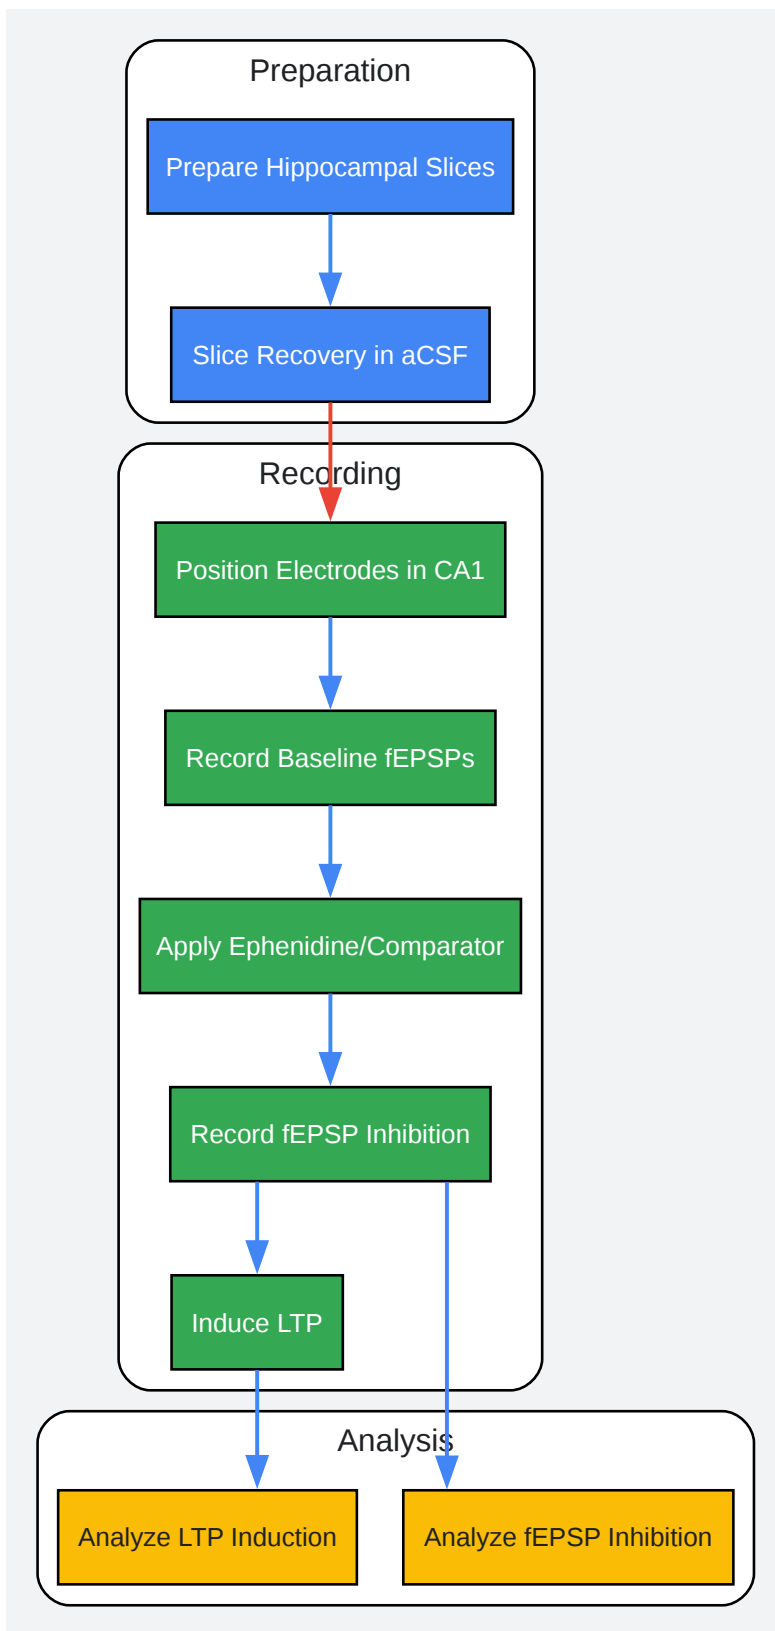 Preparation
Prepare Hippocampal Slices
Slice Recovery in aCSF
Recording
Position Electrodes in CA1
Record Baseline fEPSPs
Apply Ephenidine/Comparator
Record fEPSP Inhibition
Induce LTP
Analysis
Analyze LTP Induction
Analyze fEPSP Inhibition